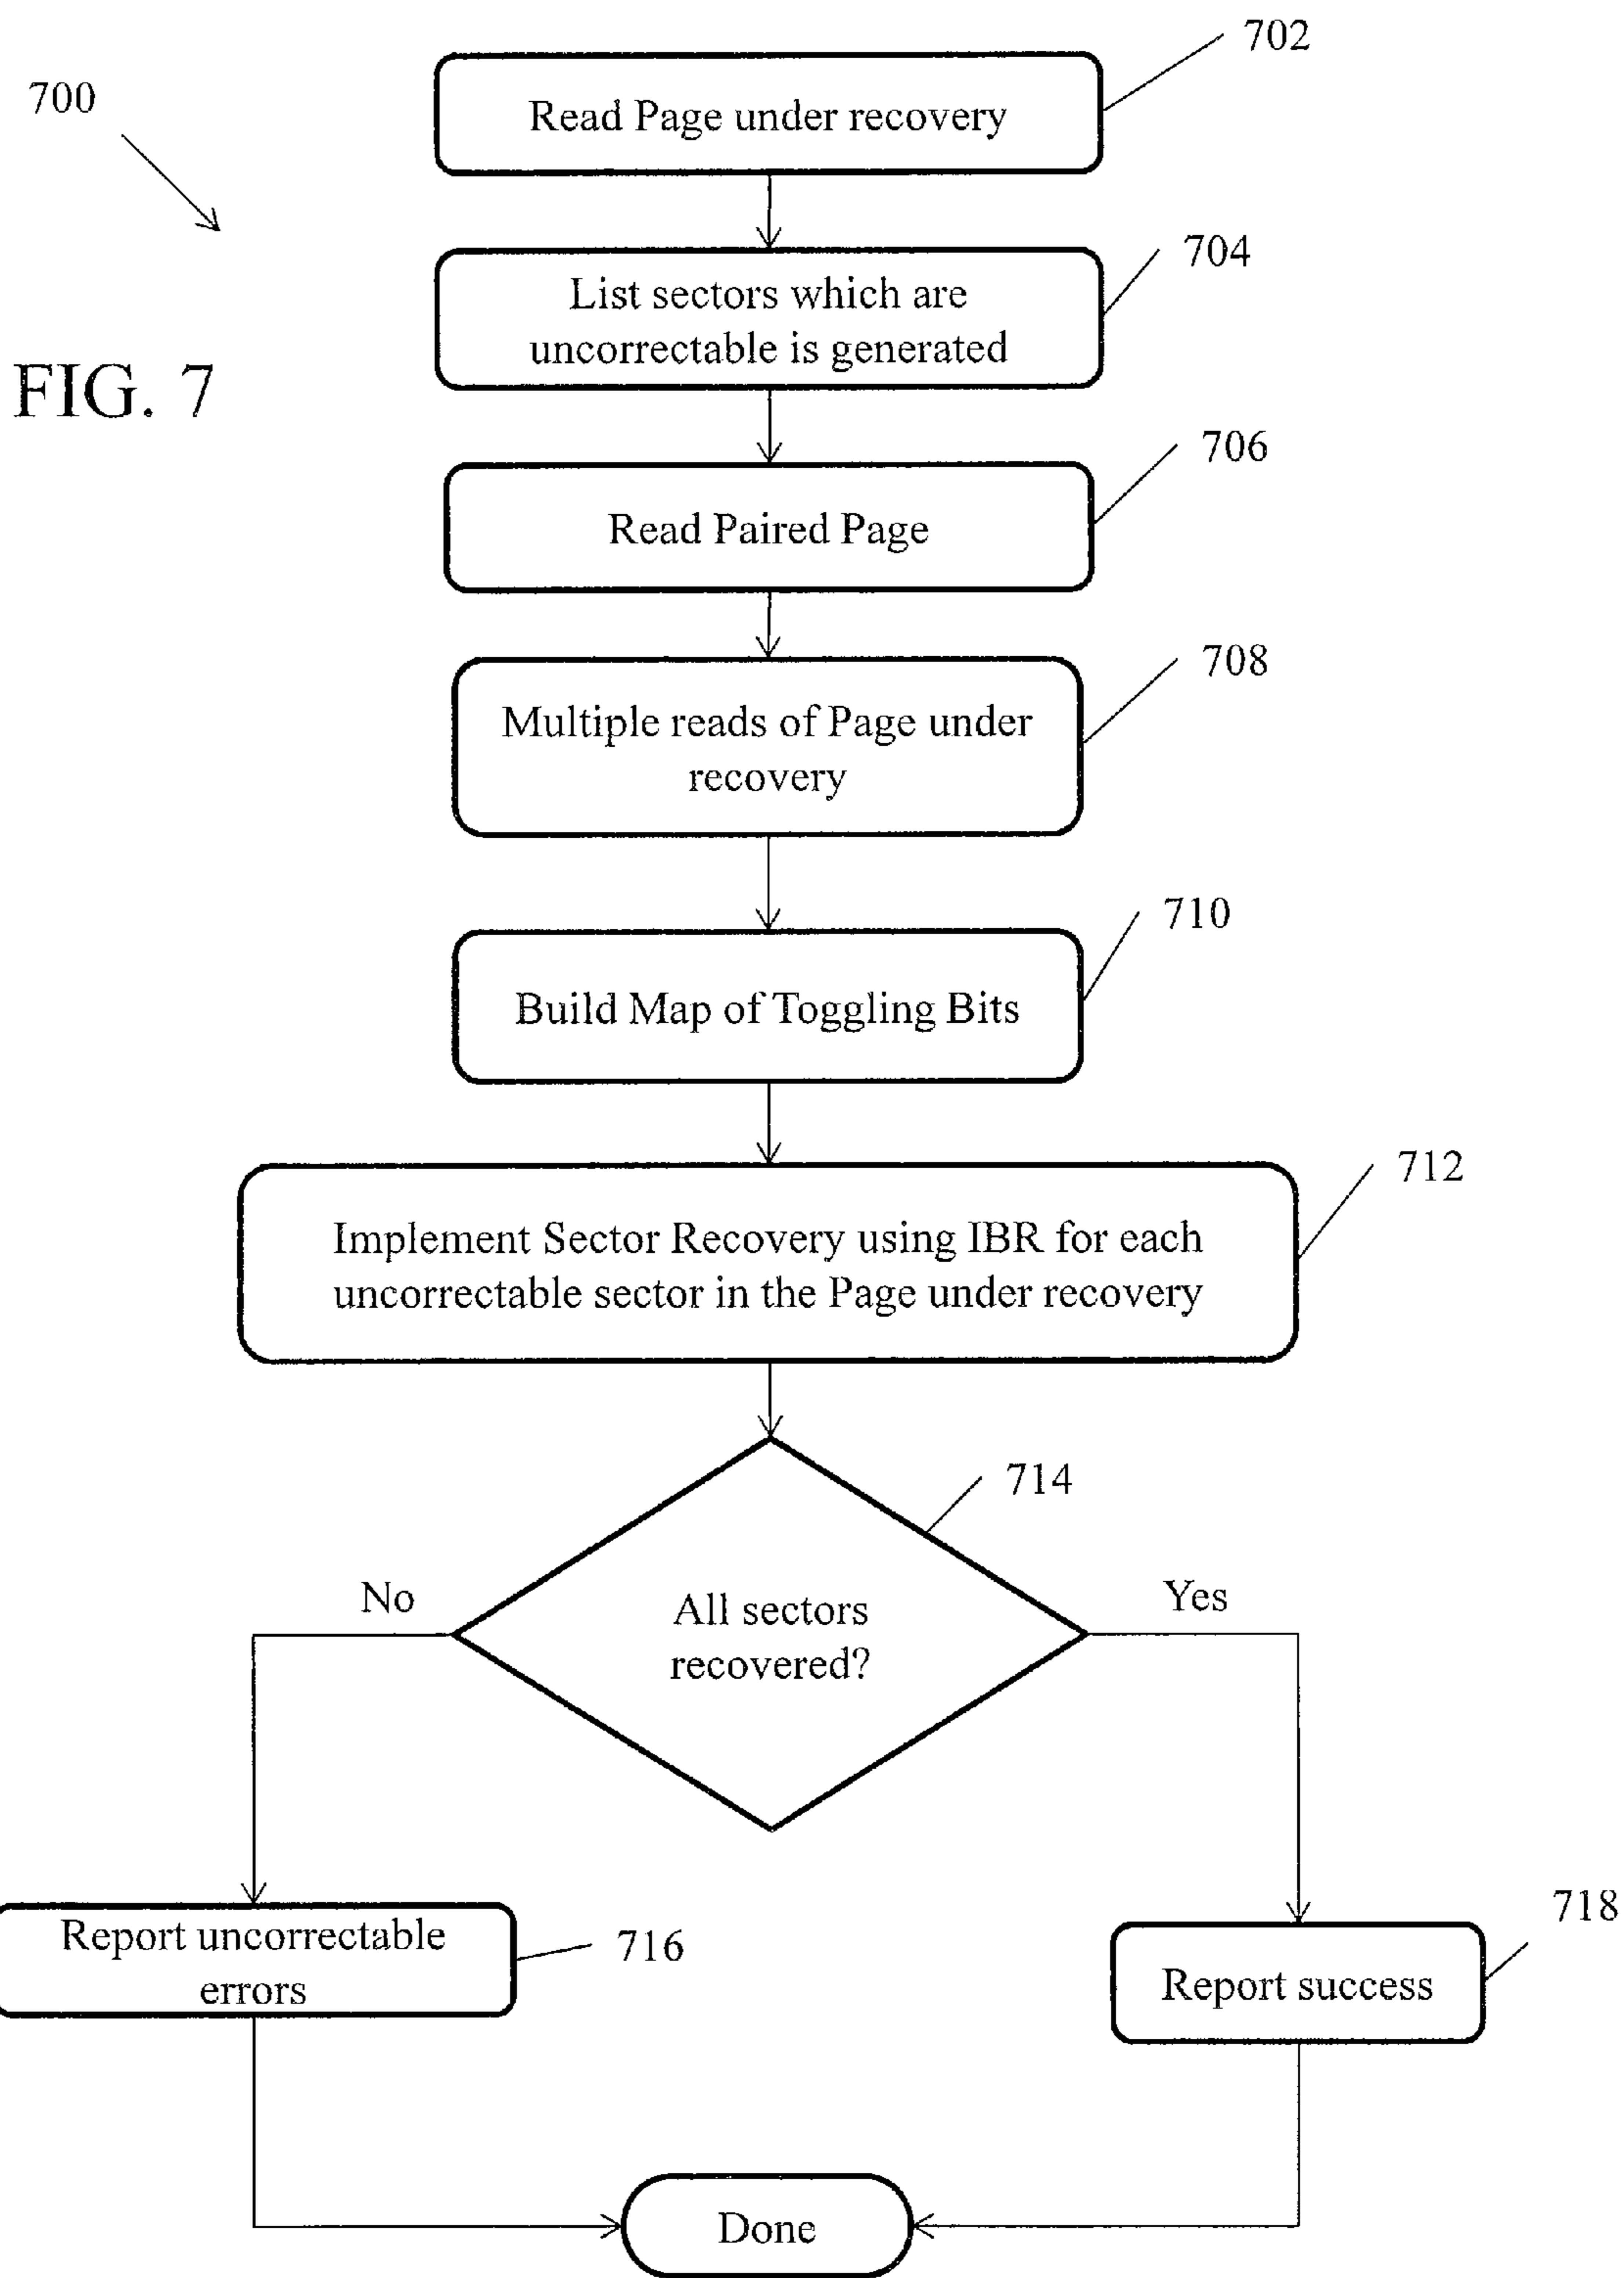 702
700
Read Page under recovery
704
List sectors which are
uncorrectable is generated
FIG. 7
706
Read Paired Page
708
Multiple reads of Page under
recovery
710
Build Map of Toggling Bits
712
Implement Sector Recovery using IBR for each
uncorrectable sector in the Page under recovery
714
No
Yes
All sectors
recovered?
718
Report uncorrectable
errors
716
Report success
Done